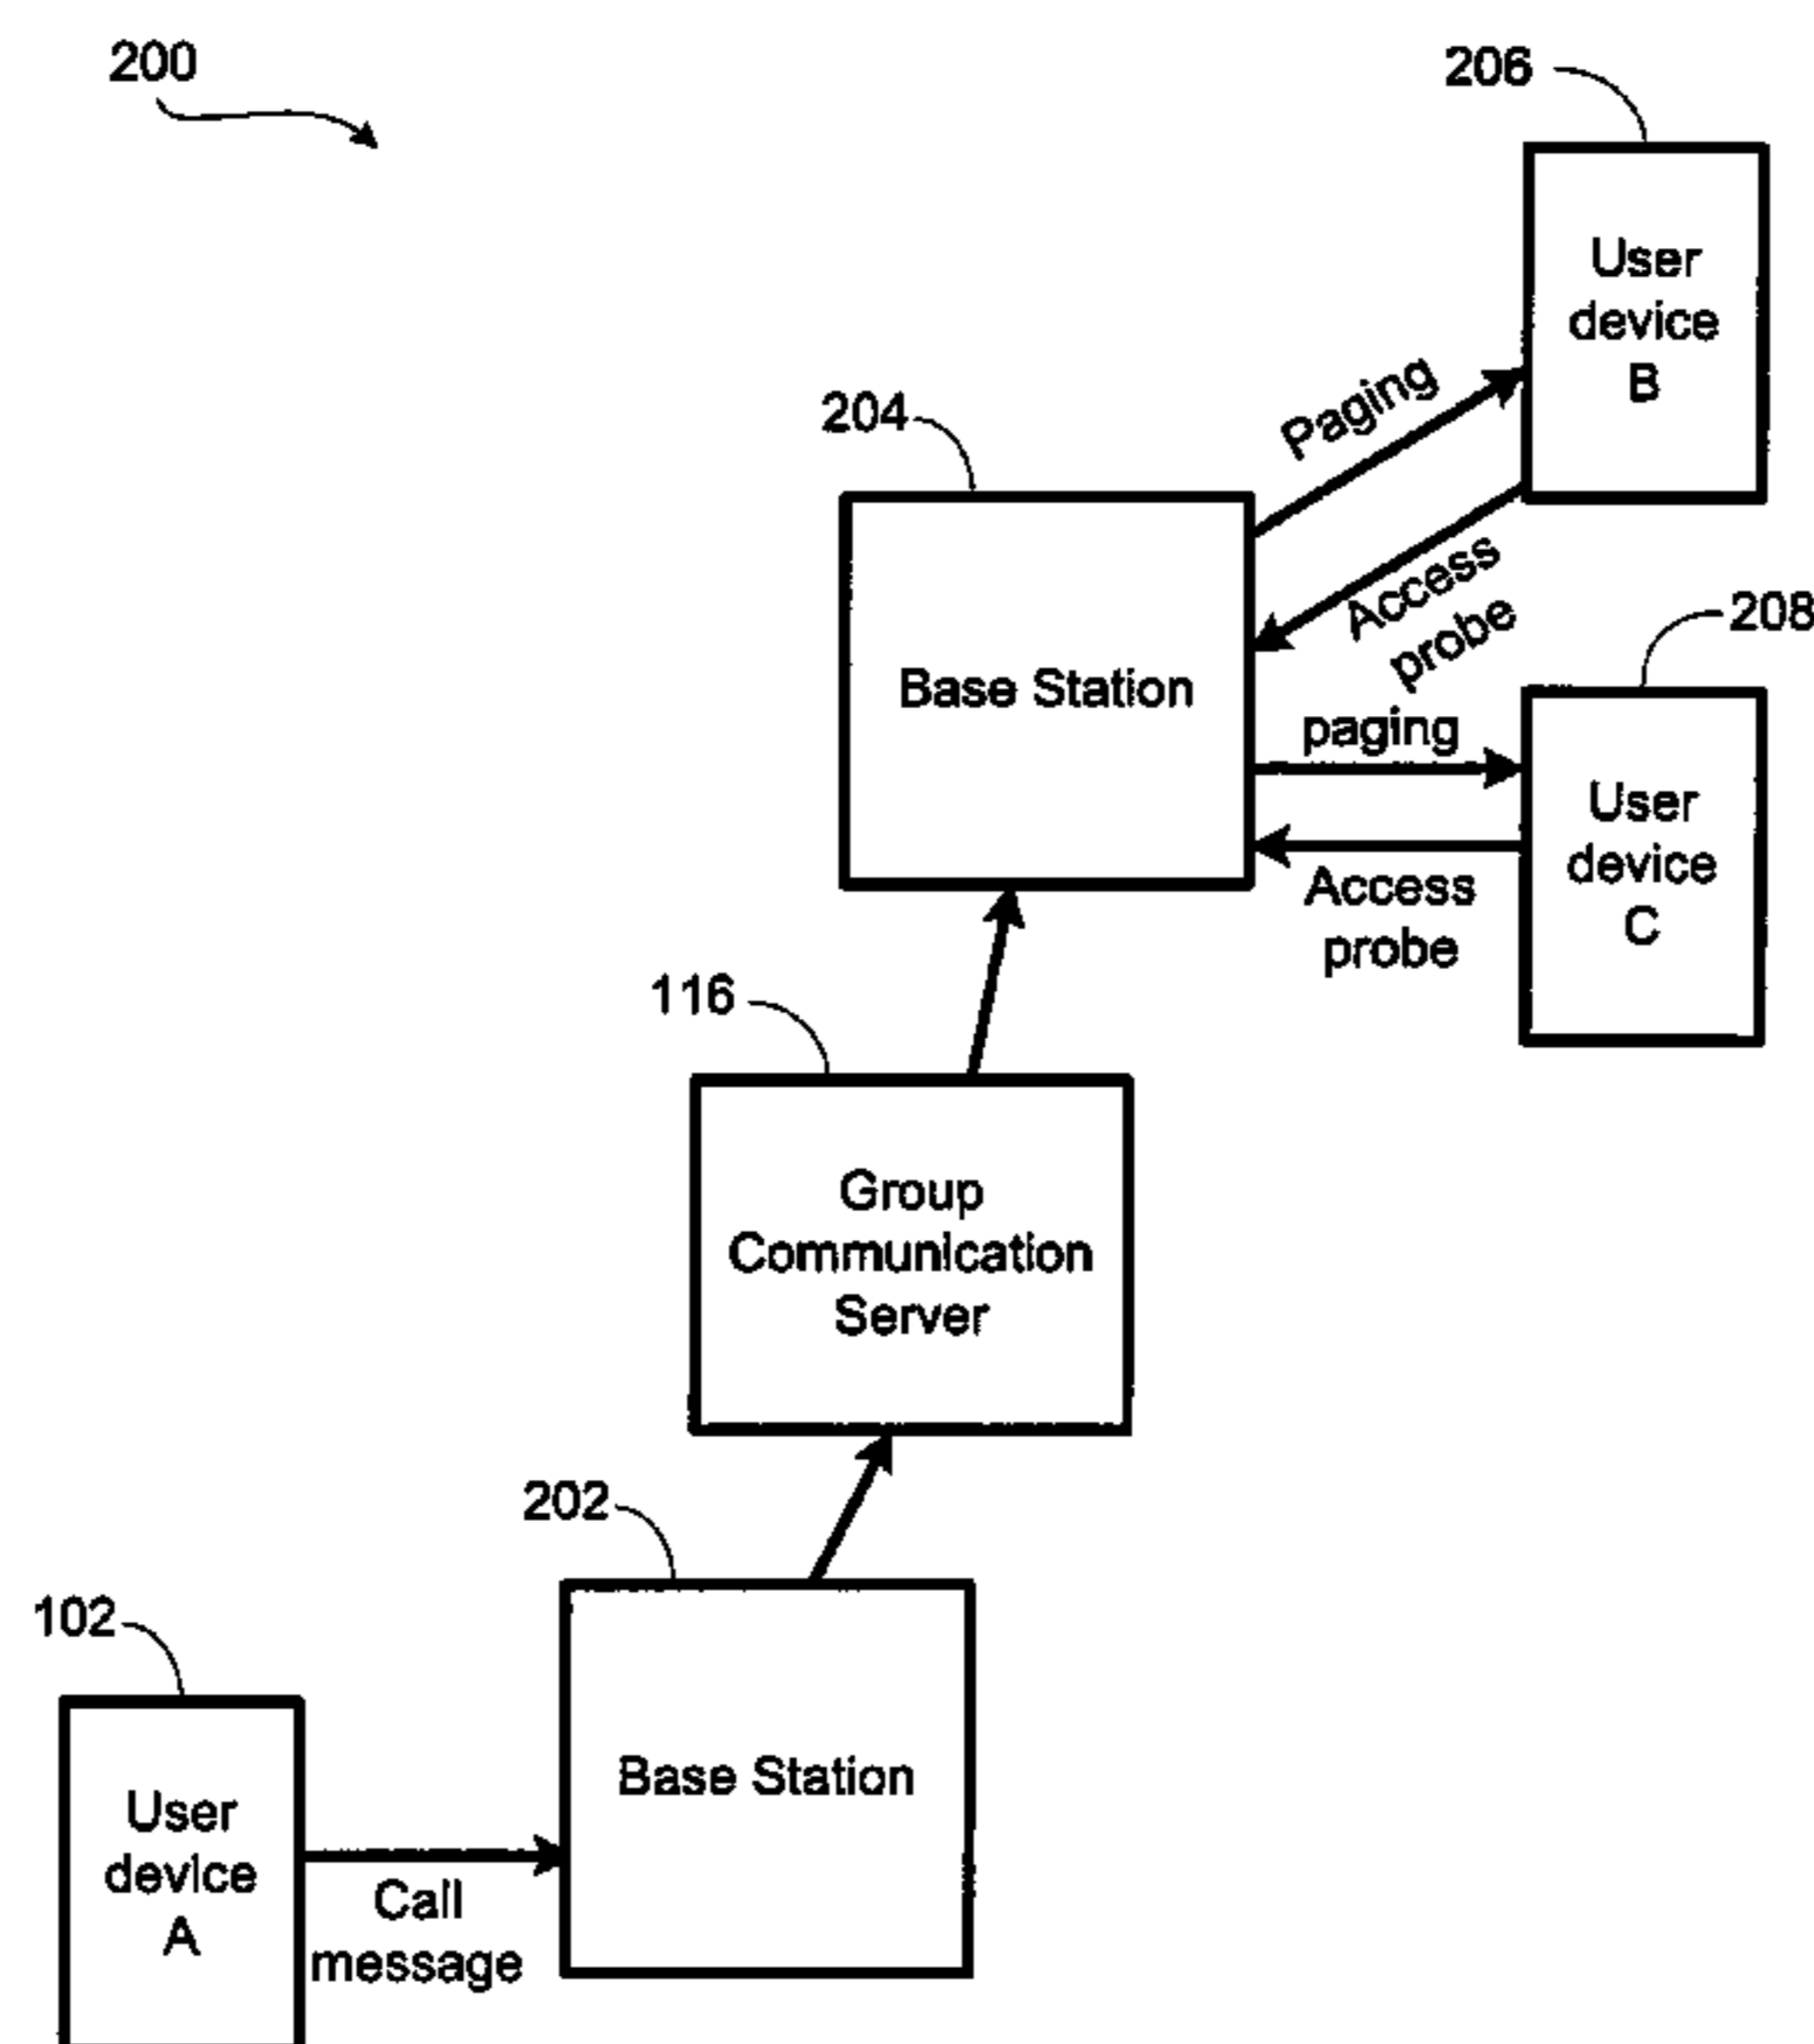 200
206
User
device
B
204
Paging
Access
probe
208
Base Station
paging
User
device
C
Access
probe
116
Group
Communication
Server
202
102
Base Station
User
device
A
Call
message